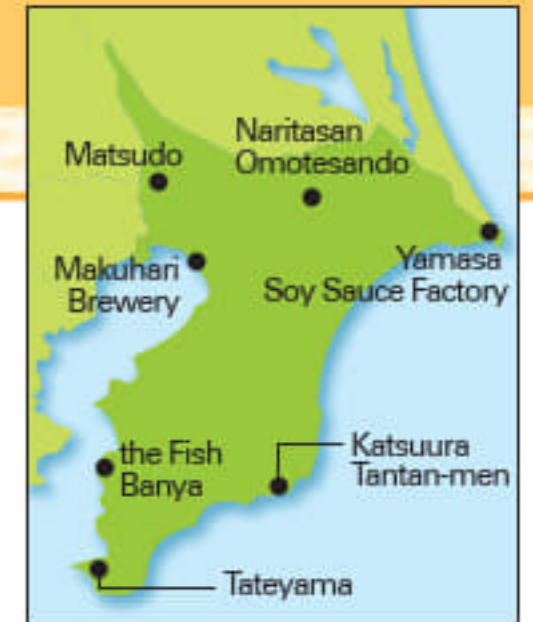 Naritasan
Omotesando
Matsudo
Makuhari
Brewery
Yamasa
Soy Sauce Factory
the Fish
Banya
Katsuura
Tantan-men
Tateyama